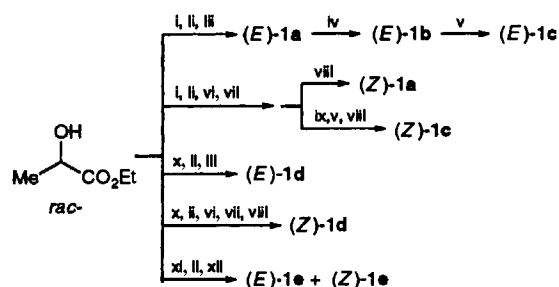 i, ii, iii (E)-1a iv (E)-1b v (E)-1c
viii (Z)-1a
i, ii, vi, vii
ix, v, viii (Z)-1c
OH
Me CO2Et
rac-
x, ii, iii (E)-1d
x, ii, vi, vii, viii (Z)-1d
xi, ii, xii (E)-1e + (Z)-1e